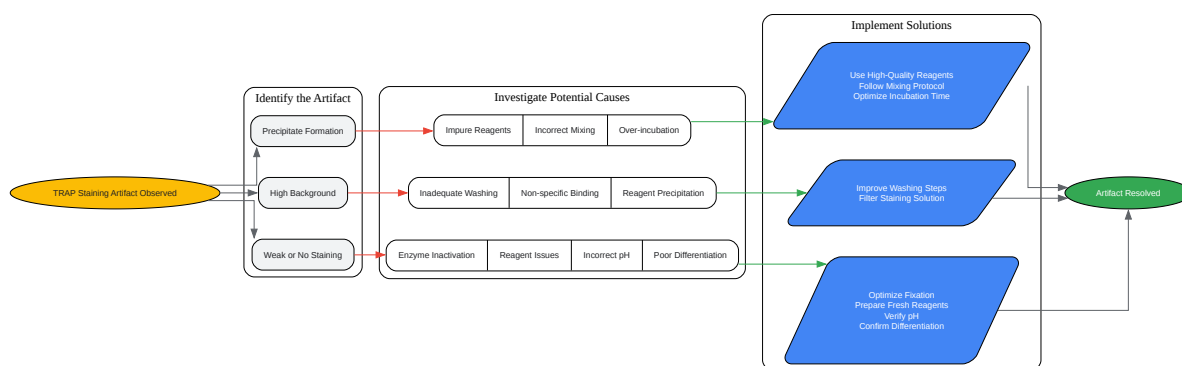 TRAP Staining Artifact Observed
Identify the Artifact
Precipitate Formation
High Background
Weak or No Staining
Investigate Potential Causes
Impure Reagents
Incorrect Mixing
Over-incubation
Inadequate Washing
Non-specific Binding
Reagent Precipitation
Enzyme Inactivation
Reagent Issues
Incorrect pH
Poor Differentiation
Implement Solutions
Use High-Quality Reagents
Follow Mixing Protocol
Optimize Incubation Time
Improve Washing Steps
Filter Staining Solution
Optimize Fixation
Prepare Fresh Reagents
Verify pH
Confirm Differentiation
Artifact Resolved